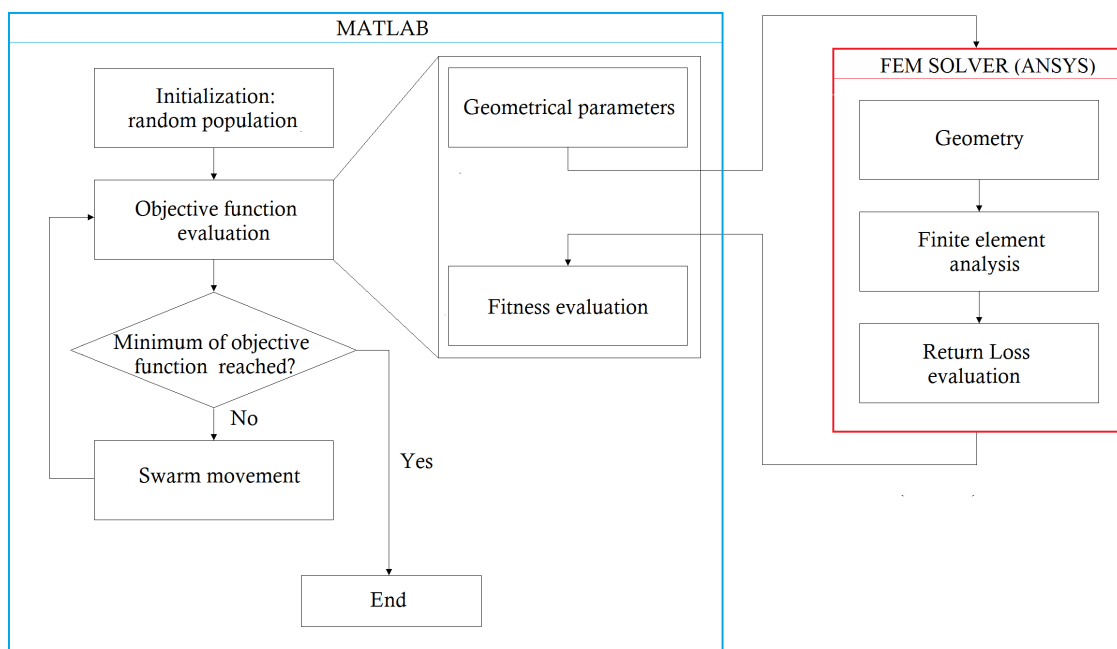 MATLAB
Initialization:
random population
Objective function
evaluation
Minimum of objective
function reached?
No
Yes
Swarm movement
End
Geometrical parameters
Fitness evaluation
FEM SOLVER (ANSYS)
Geometry
Finite element
analysis
Return Loss
evaluation